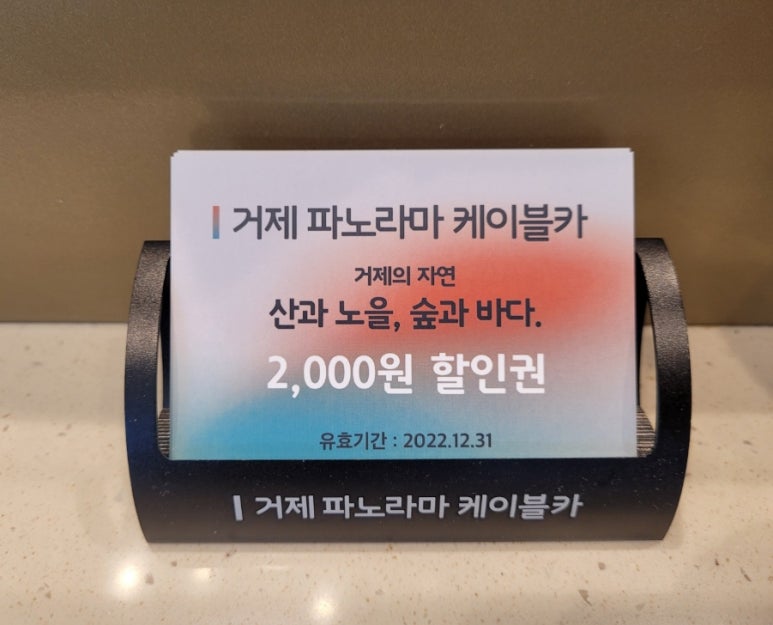 거제 파노라마 케이블카
거제의 자연
산과 노을, 숲과 바다.
2,000원 할인권
유효기간 : 2022.12.31
거제 파노라마 케이블카